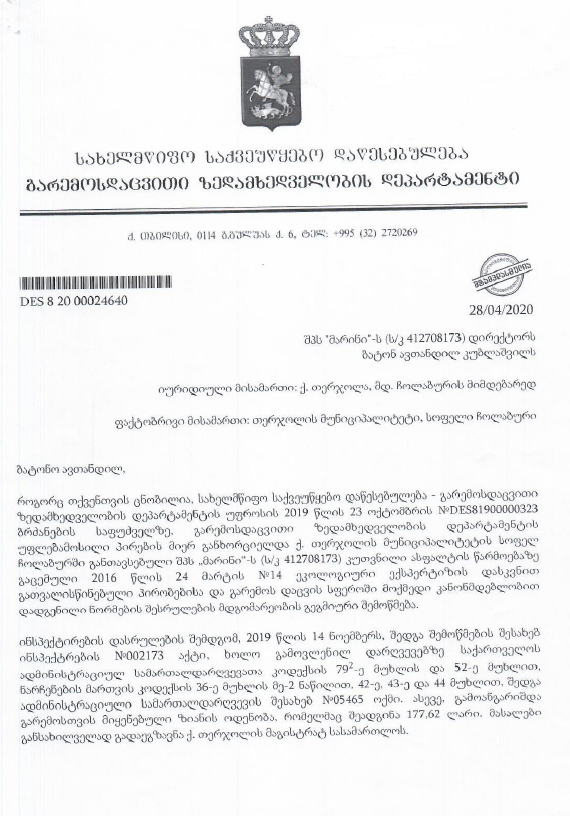 სახელმწიფო საქვეუწყებო დაწესებულება
გარემოსდაცვითი ზედამხედველობის დეპარტამენტი
ქ. თბილისი, 0114 გ.გულუას ქ. 6, ტელ: +995 (32) 2720269
DES 8 20 00024640
28/04/2020
შპს "მარინი"-ს (ს/კ 412708173) დირექტორს
ბატონ ავთანდილ კუბლაშვილს
იურიდიული მისამართი: ქ. თერჯოლა, მდ. ჩოლაბურის მიმდებარედ
ფაქტობრივი მისამართი: თერჯოლის მუნიციპალიტეტი, სოფელი ჩოლაბური
ბატონო ავთანდილ,
როგორც თქვენთვის ცნობილია, სახელმწიფო საქვეუწყებო დაწესებულება - გარემოსდაცვითი
ზედამხედველობის დეპარტამენტის უფროსის 2019 წლის 23 ოქტომბრის №DES81900000323
ბრძანების საფუძველზე, გარემოსდაცვითი ზედამხედველობის დეპარტამენტის
უფლებამოსილი პირების მიერ განხორციელდა ქ. თერჯოლის მუნიციპალიტეტის სოფელ
ჩოლაბურში განთავსებული შპს „მარინი"-ს (ს/კ 412708173) კუთვნილი ასფალტის წარმოებაზე
გაცემული 2016 წლის 24 მარტის №14 ეკოლოგიური ექსპერტიზის დასკვნით
გათვალისწინებული პირობებისა და გარემოს დაცვის სფეროში მოქმედი კანონმდებლობით
დადგენილი ნორმების შესრულების მდგომარეობის გეგმიური შემოწმება.
ინსპექტირების დასრულების შემდგომ, 2019 წლის 14 ნოემბერს, შედგა შემოწმების შესახებ
ინსპექტირების №002173 აქტი, ხოლო გამოვლენილ დარღვევებზე საქართველოს
ადმინისტრაციულ სამართალდარღვევათა კოდექსის 79²-ე მუხლის და 52-ე მუხლით,
ნარჩენების მართვის კოდექსის 36-ე მუხლის მე-2 ნაწილით, 42-ე, 43-ე და 44 მუხლით, შედგა
ადმინისტრაციული სამართალდარღვევის შესახებ №05465 ოქმი. ასევე, გამოანგარიშდა
გარემოსთვის მიყენებული ზიანის ოდენობა, რომელმაც შეადგინა 177,62 ლარი. მასალები
განსახილველად გადაეგზავნა ქ. თერჯოლის მაგისტრატ სასამართლოს.